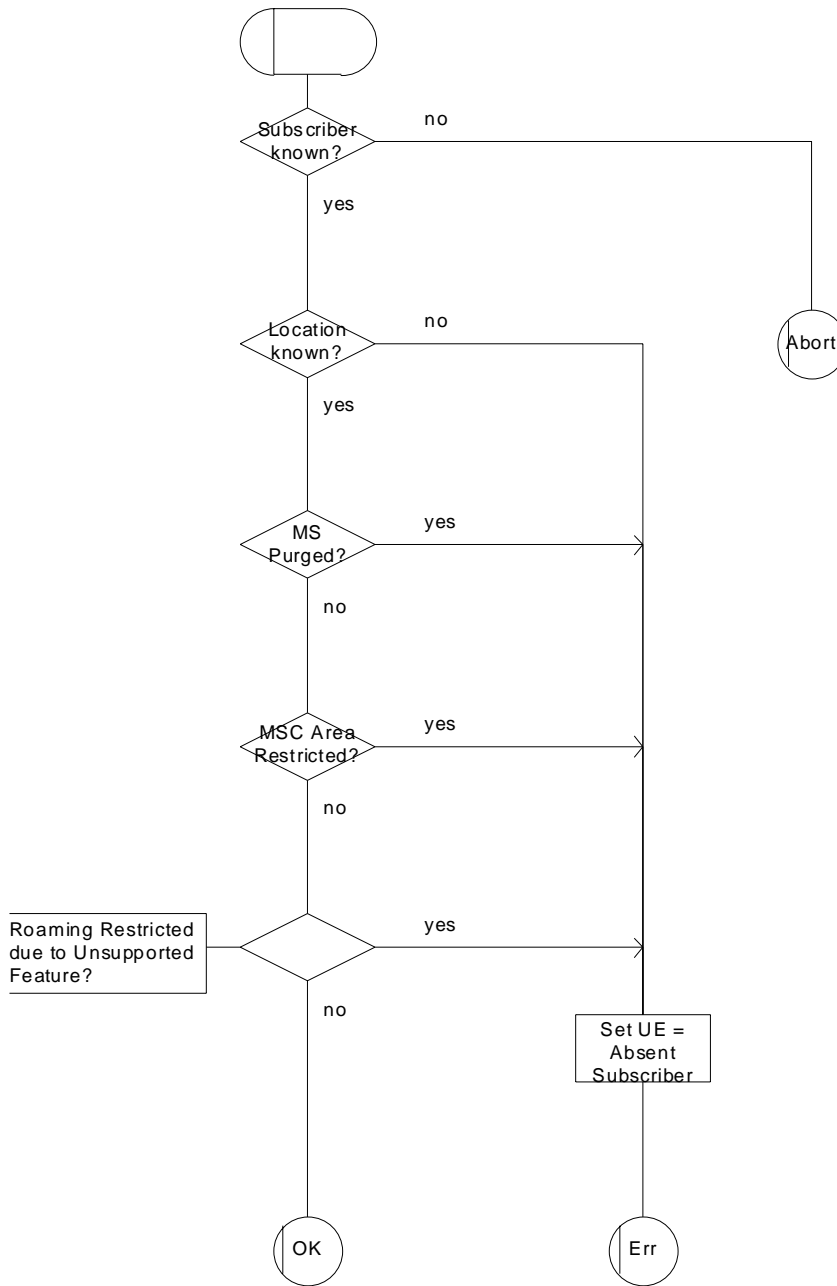 Subscriber
known?
no
yes
Location
known?
no
Abort
yes
MS
Purged?
yes
no
MSC Area
Restricted?
yes
no
Roaming Restricted
due to Unsupported
Feature?
yes
no
Set UE =
Absent
Subscriber
OK
Err